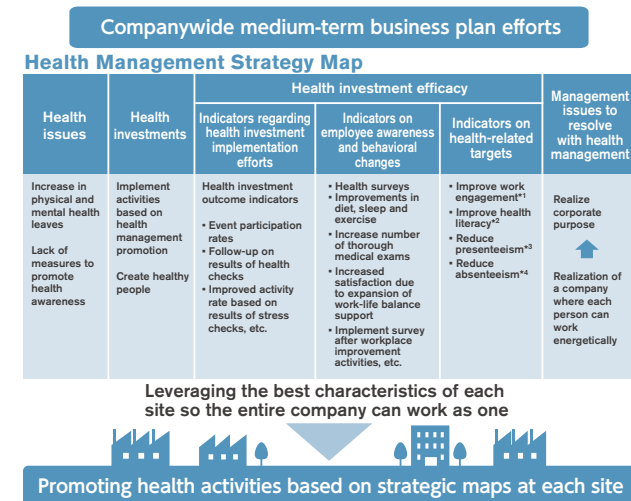 Companywide medium-term business plan efforts
Health Management Strategy Map
Health
issues
Health
investments
Health investment efficacy
Indicators regarding
health investment
implementation
efforts
Indicators on
employee awareness
and behavioral
changes
Indicators on
health-related
targets
Management
issues to
resolve
with health
management
Increase in
physical and
mental health
leaves
Lack of
measures to
promote
health
awareness
Implement
activities
based on
health
management
promotion
Create healthy
people
Health investment
outcome indicators
• Event participation
rates
• Follow-up on
results of health
checks
• Improved activity
rate based on
results of stress
checks, etc.
• Health surveys
• Improvements in
diet, sleep and
exercise
• Increase number
of thorough
medical exams
• Increased
satisfaction due
to expansion of
work-life balance
support
• Implement survey
after workplace
improvement
activities, etc.
• Improve work
engagement*1
• Improve health
literacy*2
• Reduce
presenteeism*3
• Reduce
absenteeism*4
Realize
corporate
purpose
Realization of
a company
where each
person can
work
energetically
Leveraging the best characteristics of each
site so the entire company can work as one
Promoting health activities based on strategic maps at each site